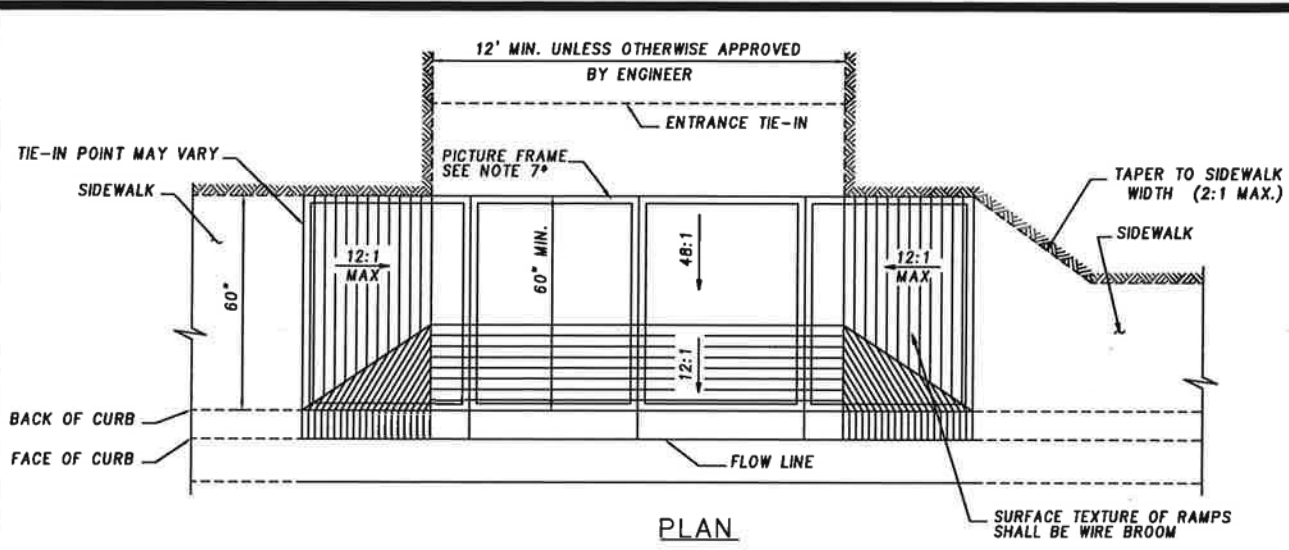 12' MIN. UNLESS OTHERWISE APPROVED
BY ENGINEER
ENTRANCE TIE-IN
TIE-IN POINT MAY VARY
PICTURE FRAME
SEE NOTE 7*
SIDEWALK
TAPER TO SIDEWALK
WIDTH (2:1 MAX.)
SIDEWALK
12:1
MAX
60"
60" MIN.
48:1
12:1
MAX
12:1
BACK OF CURB
FACE OF CURB
FLOW LINE
SURFACE TEXTURE OF RAMPS
SHALL BE WIRE BROOM
PLAN